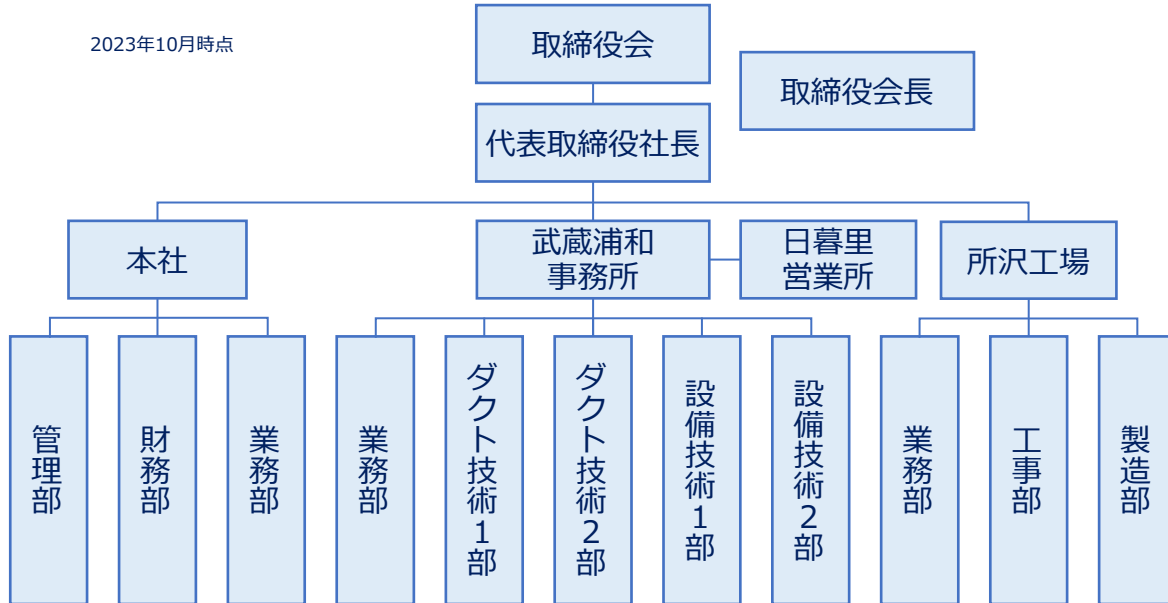 2023年10月時点
取締役会
取締役会長
代表取締役社長
本社
武蔵浦和
事務所
日暮里
営業所
所沢工場
管理部
財務部
業務部
業務部
ダクト技術1部
ダクト技術2部
設備技術1部
設備技術2部
業務部
工事部
製造部